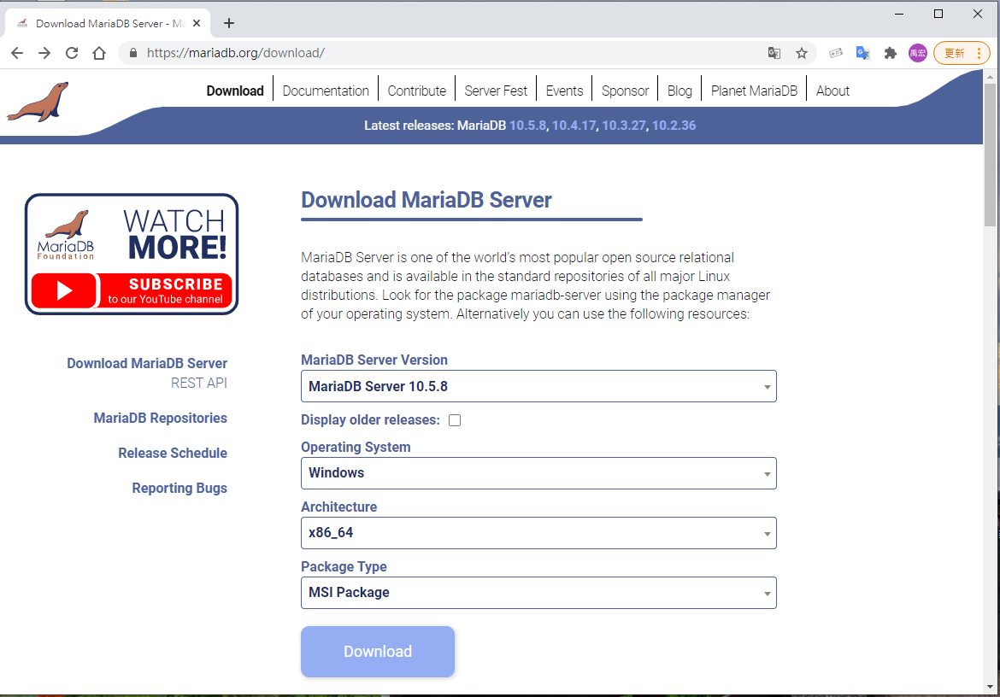 Download MariaDB Server - Ma
https://mariadb.org/download/
禹宏
更新
Download
Documentation
Contribute
Server Fest
Events
Sponsor
Blog
Planet MariaDB
About
Latest releases: MariaDB 10.5.8, 10.4.17, 10.3.27, 10.2.36
MariaDB
Foundation
WATCH
MORE!
SUBSCRIBE
to our YouTube channel
Download MariaDB Server
REST API
MariaDB Repositories
Release Schedule
Reporting Bugs
Download MariaDB Server
MariaDB Server is one of the world’s most popular open source relational
databases and is available in the standard repositories of all major Linux
distributions. Look for the package mariadb-server using the package manager
of your operating system. Alternatively you can use the following resources:
MariaDB Server Version
MariaDB Server 10.5.8
Display older releases:
Operating System
Windows
Architecture
x86_64
Package Type
MSI Package
Download